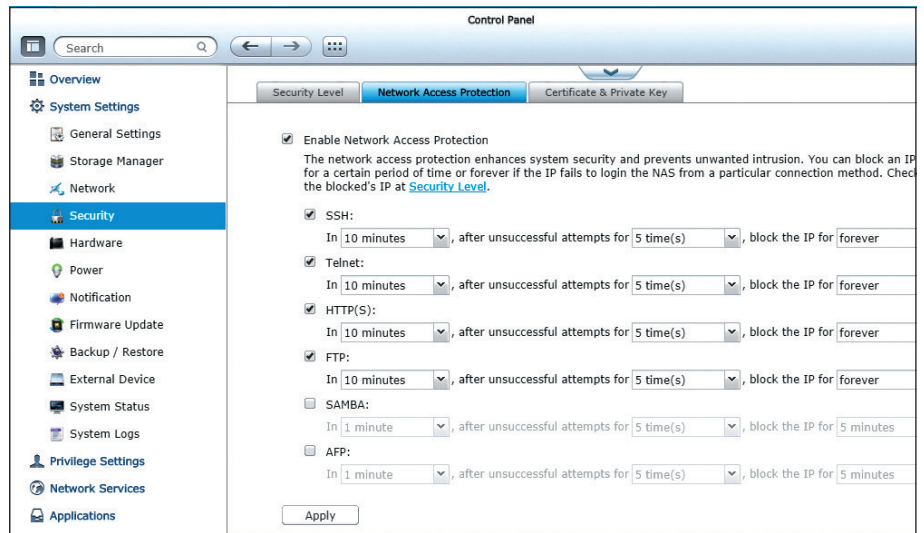 Control Panel
Search
Overview
System Settings
General Settings
Storage Manager
Network
Security
Hardware
Power
Notification
Firmware Update
Backup / Restore
External Device
System Status
System Logs
Privilege Settings
Network Services
Applications
Security Level
Network Access Protection
Certificate & Private Key
Enable Network Access Protection
The network access protection enhances system security and prevents unwanted intrusion. You can block an IP
for a certain period of time or forever if the IP fails to login the NAS from a particular connection method. Chec
the blocked's IP at Security Level.
SSH:
In 10 minutes , after unsuccessful attempts for 5 time(s) , block the IP for forever
Telnet:
In 10 minutes , after unsuccessful attempts for 5 time(s) , block the IP for forever
HTTP(S):
In 10 minutes , after unsuccessful attempts for 5 time(s) , block the IP for forever
FTP:
In 10 minutes , after unsuccessful attempts for 5 time(s) , block the IP for forever
SAMBA:
In 1 minute , after unsuccessful attempts for 5 time(s) , block the IP for 5 minutes
AFP:
In 1 minute , after unsuccessful attempts for 5 time(s) , block the IP for 5 minutes
Apply